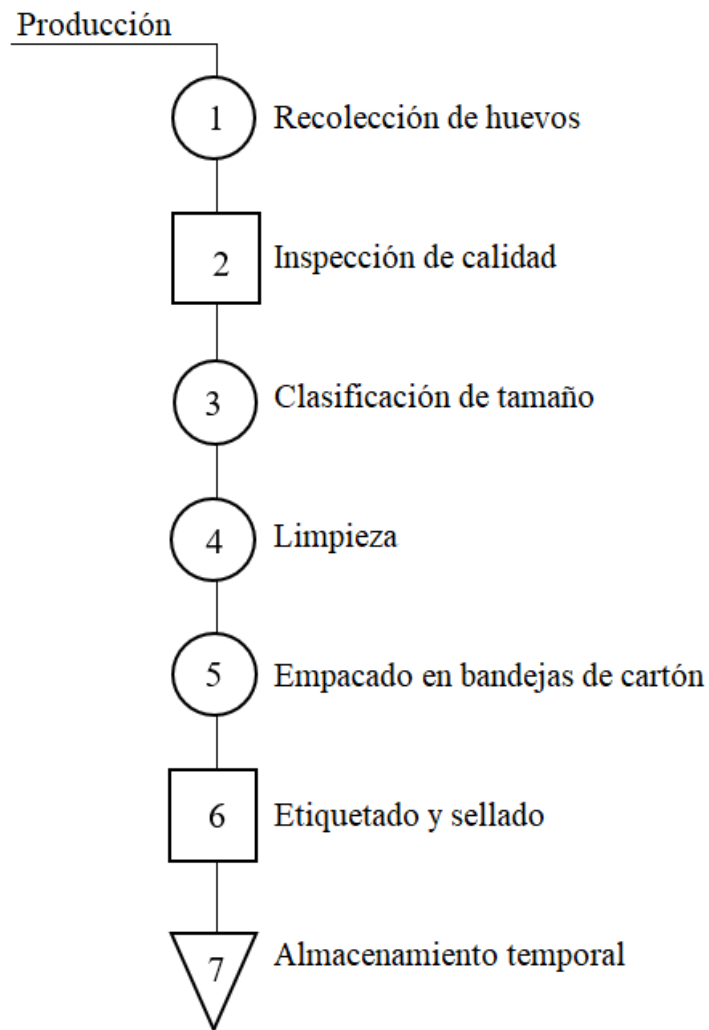 Producción
1 Recolección de huevos
2 Inspección de calidad
3 Clasificación de tamaño
4 Limpieza
5 Empacado en bandejas de cartón
6 Etiquetado y sellado
7 Almacenamiento temporal